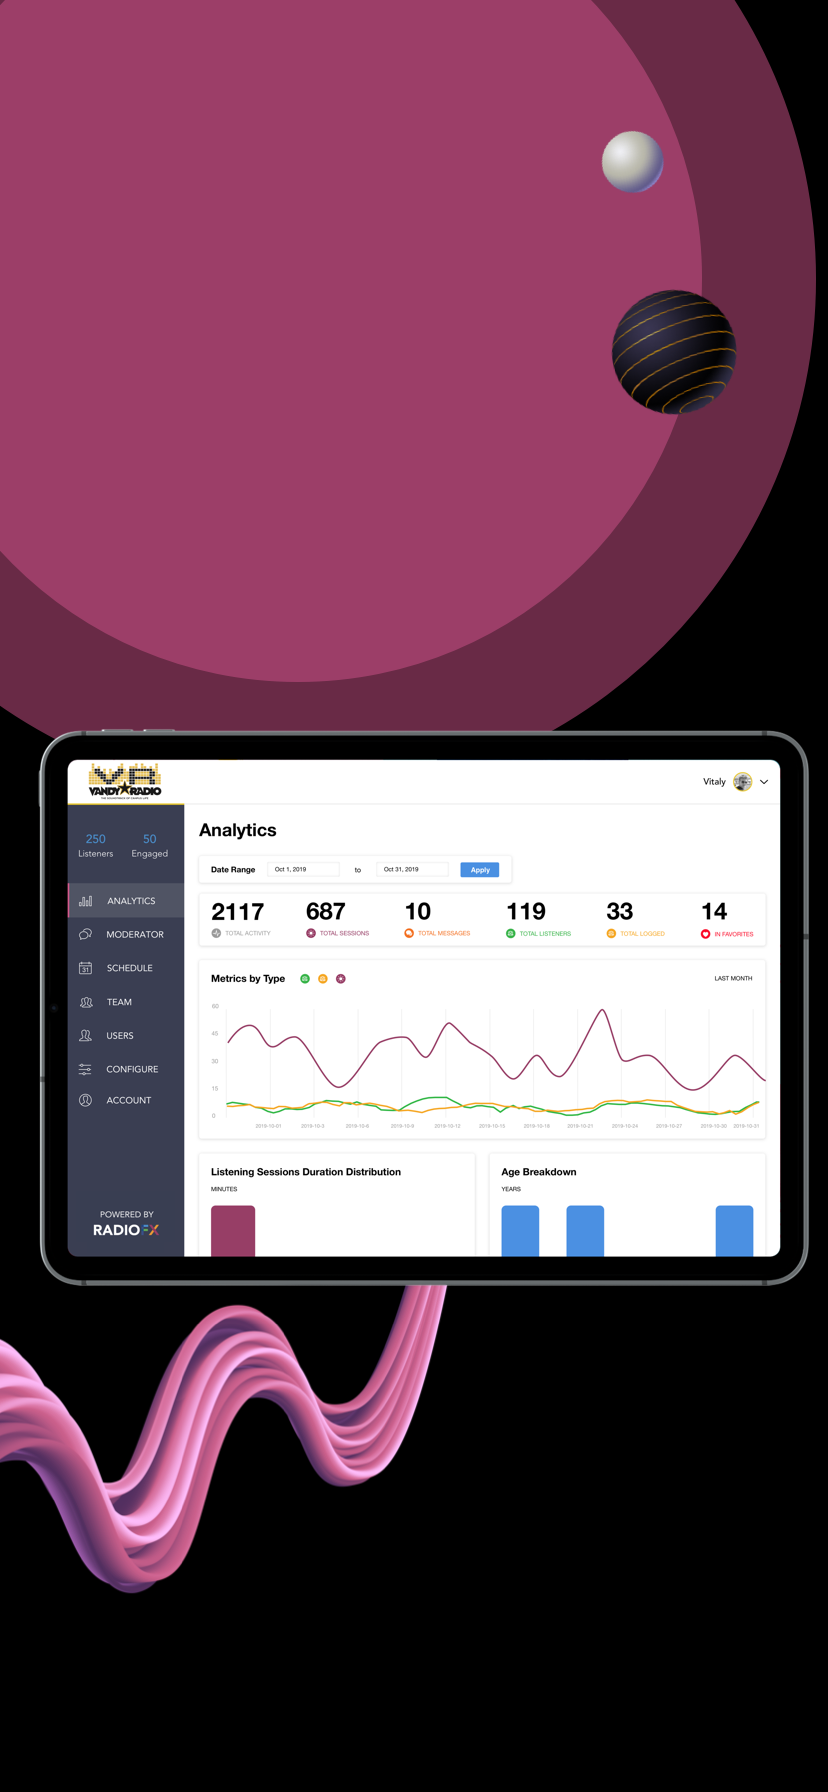 VR
VANDY RADIO
THE SOUNDTRACK OF CAMPUS LIFE
Vitaly
250 50
Listeners Engaged
ANALYTICS
MODERATOR
31 SCHEDULE
TEAM
USERS
CONFIGURE
ACCOUNT
POWERED BY
RADIO FX
Analytics
Date Range Oct 1, 2019 to Oct 31, 2019 Apply
2117 687 10 119 33 14
TOTAL ACTIVITY TOTAL SESSIONS TOTAL MESSAGES TOTAL LISTENERS TOTAL LOGGED IN FAVORITES
Metrics by Type LAST MONTH
60
45
30
15
0
2019-10-01 2019-10-3 2019-10-6 2019-10-9 2019-10-12 2019-10-15 2019-10-18 2019-10-21 2019-10-24 2019-10-27 2019-10-30 2019-10-31
Listening Sessions Duration Distribution
MINUTES
Age Breakdown
YEARS